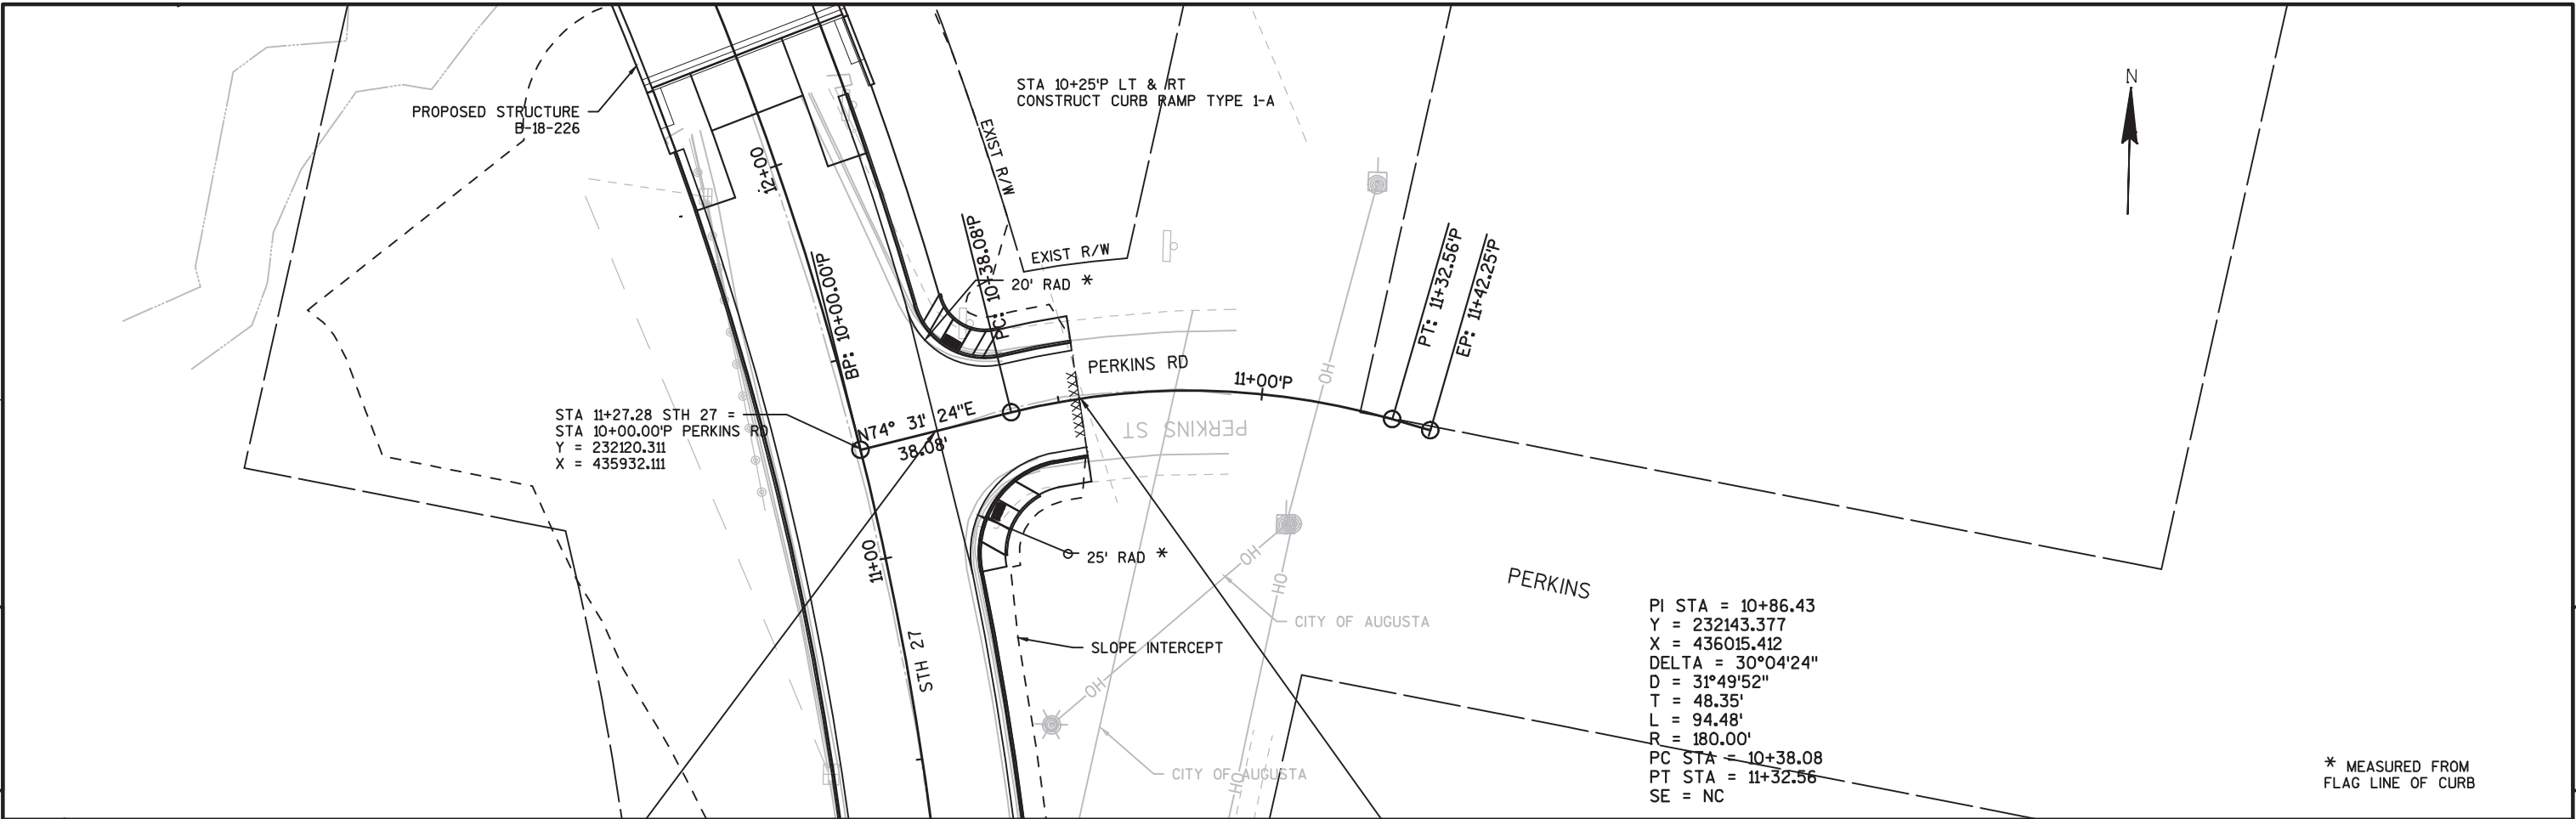 N
STA 10+25'P LT & RT
CONSTRUCT CURB RAMP TYPE 1-A
PROPOSED STRUCTURE
B-18-226
EXIST R/W
12+00
EXIST R/W
20' RAD *
PC: 10+38.08'P
BP: 10+00.00'P
PT: 11+32.56'P
EP: 11+42.25'P
PERKINS RD
11+00'P
OH
STA 11+27.28 STH 27 =
STA 10+00.00'P PERKINS RD
Y = 232120.311
X = 435932.111
N74° 31' 24"E
38.08'
PERKINS ST
11+00
25' RAD *
OH
OH
PERKINS
CITY OF AUGUSTA
STH 27
SLOPE INTERCEPT
OH
CITY OF AUGUSTA
OH
PI STA = 10+86.43
Y = 232143.377
X = 436015.412
DELTA = 30°04'24"
D = 31°49'52"
T = 48.35'
L = 94.48'
R = 180.00'
PC STA = 10+38.08
PT STA = 11+32.56
SE = NC
* MEASURED FROM
FLAG LINE OF CURB